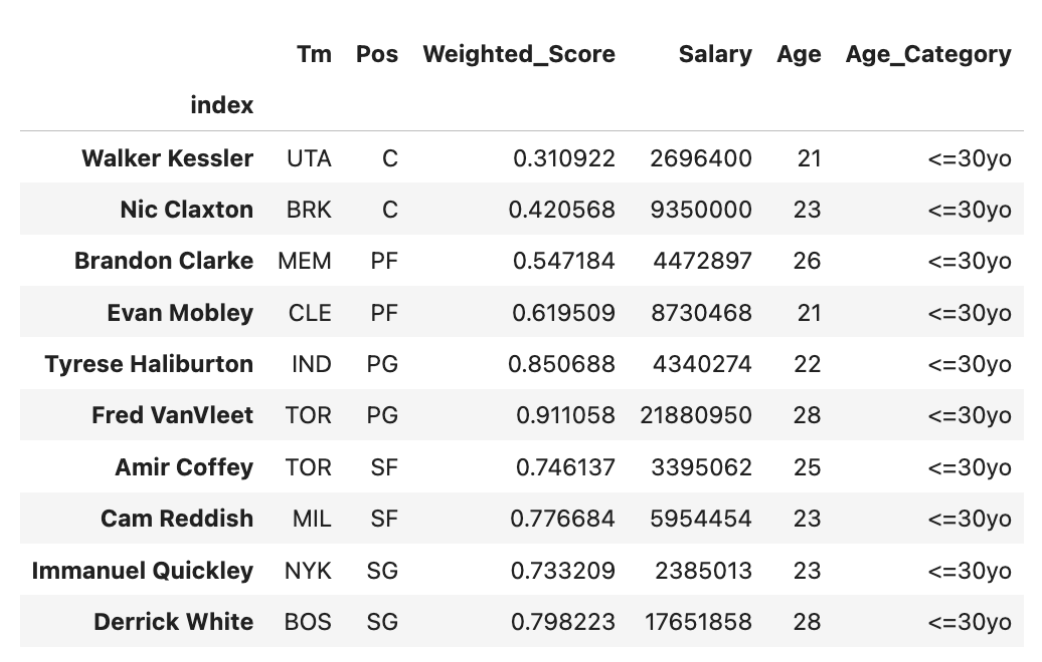 Tm Pos Weighted_Score Salary Age Age_Category
index
Walker Kessler UTA C 0.310922 2696400 21 <=30yo
Nic Claxton BRK C 0.420568 9350000 23 <=30yo
Brandon Clarke MEM PF 0.547184 4472897 26 <=30yo
Evan Mobley CLE PF 0.619509 8730468 21 <=30yo
Tyrese Haliburton IND PG 0.850688 4340274 22 <=30yo
Fred VanVleet TOR PG 0.911058 21880950 28 <=30yo
Amir Coffey TOR SF 0.746137 3395062 25 <=30yo
Cam Reddish MIL SF 0.776684 5954454 23 <=30yo
Immanuel Quickley NYK SG 0.733209 2385013 23 <=30yo
Derrick White BOS SG 0.798223 17651858 28 <=30yo